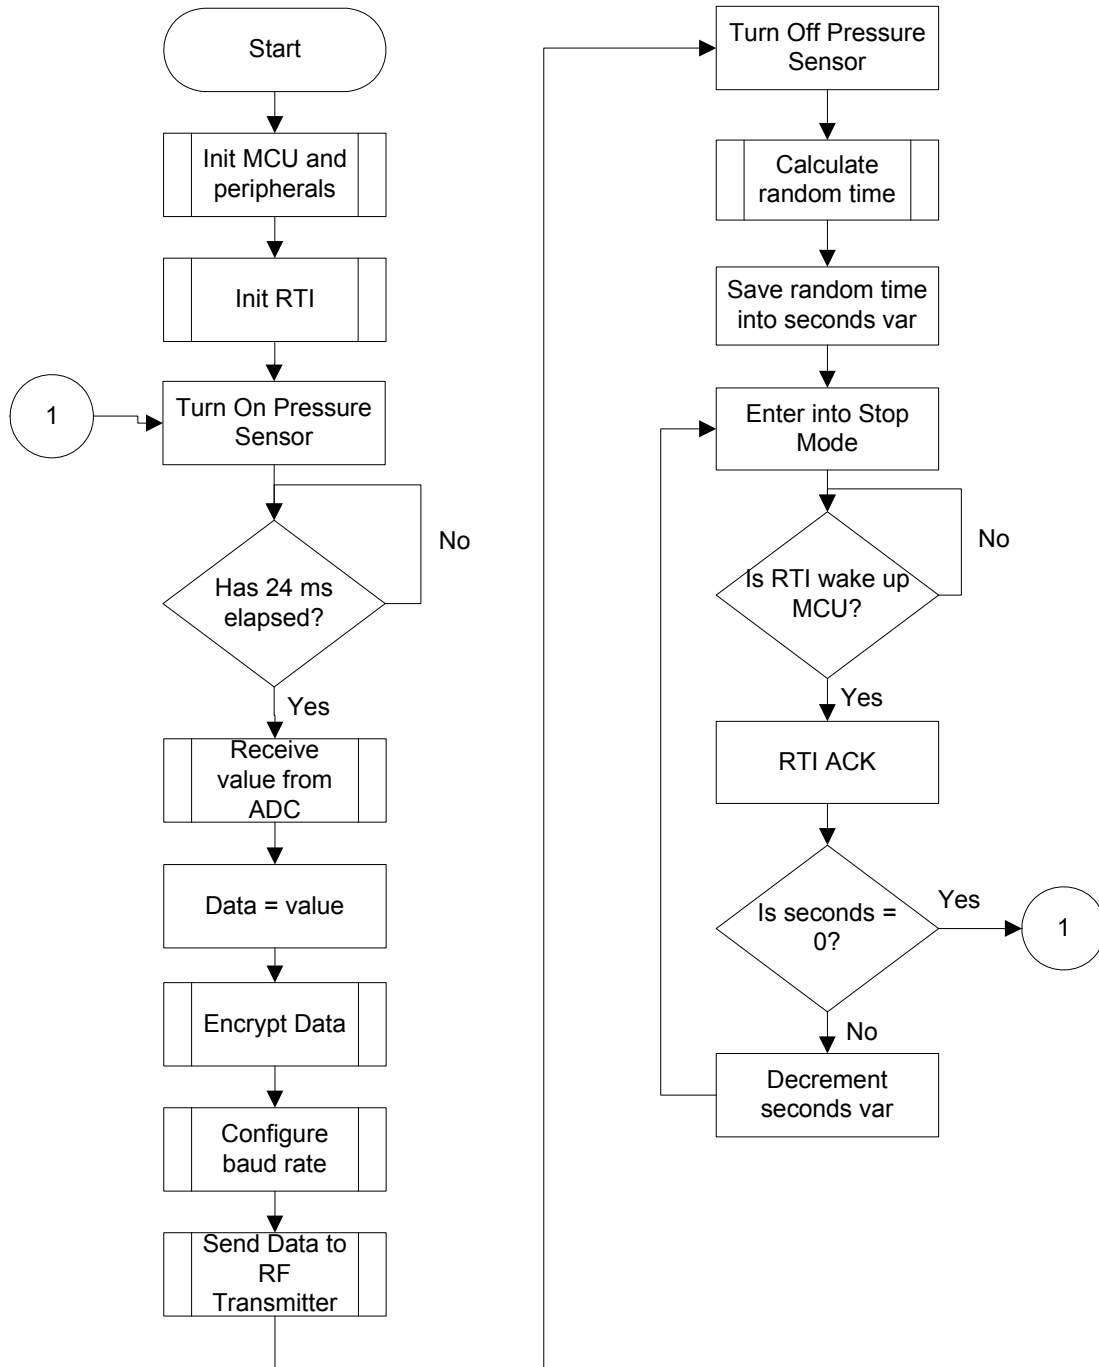 Start
Init MCU and
peripherals
Init RTI
1
Turn On Pressure
Sensor
No
Has 24 ms
elapsed?
Yes
Receive
value from
ADC
Data = value
Encrypt Data
Configure
baud rate
Send Data to
RF
Transmitter
Turn Off Pressure
Sensor
Calculate
random time
Save random time
into seconds var
Enter into Stop
Mode
No
Is RTI wake up
MCU?
Yes
RTI ACK
Is seconds =
0?
Yes
1
No
Decrement
seconds var